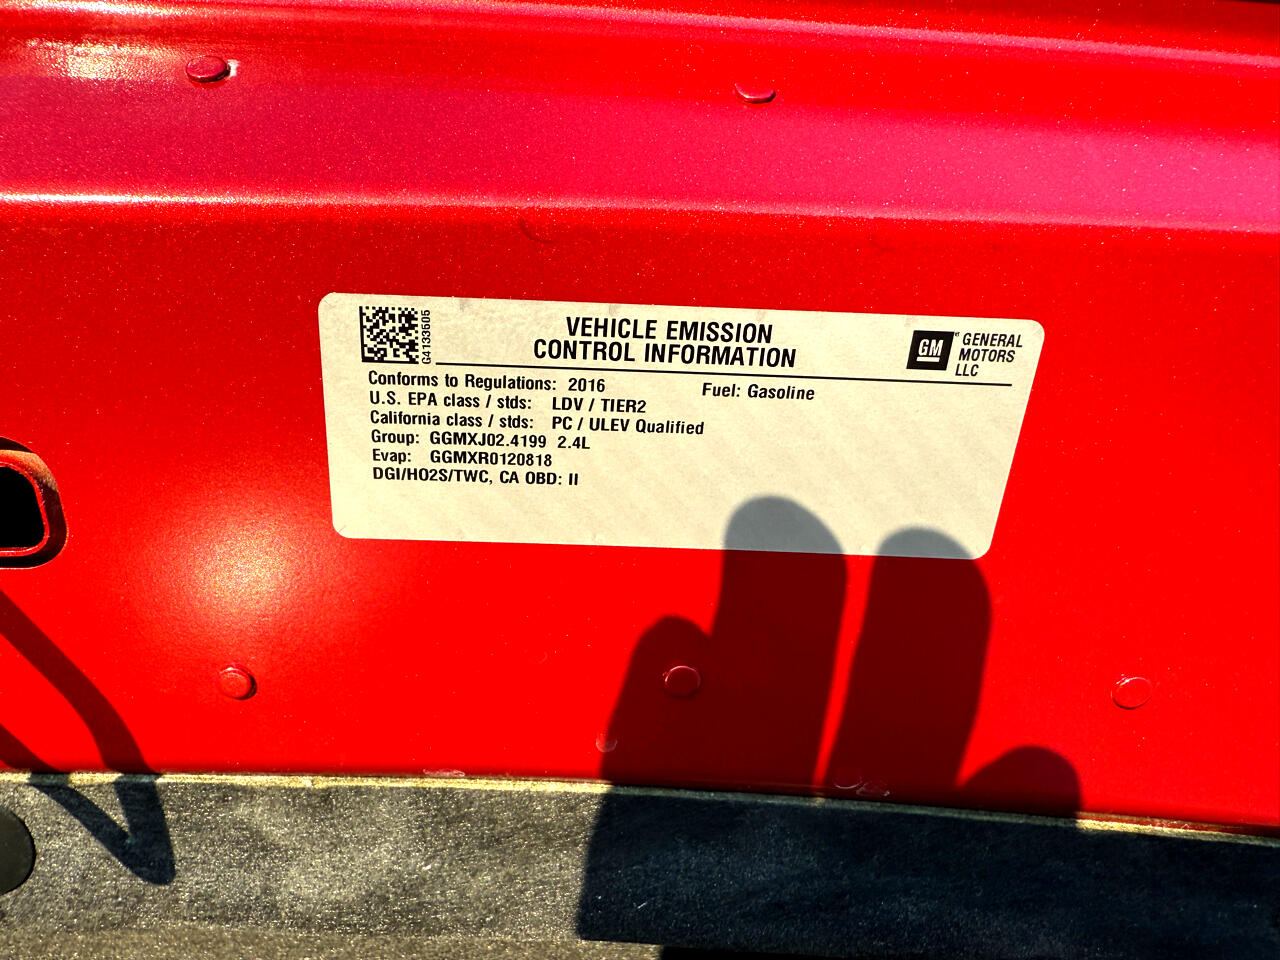 G4133505
VEHICLE EMISSION
CONTROL INFORMATION
GM
GENERAL
MOTORS
LLC
Conforms to Regulations: 2016 Fuel: Gasoline
U.S. EPA class / stds: LDV / TIER2
California class / stds: PC / ULEV Qualified
Group: GGMXJ02.4199 2.4L
Evap: GGMXR0120818
DGI/HO2S/TWC, CA OBD: II